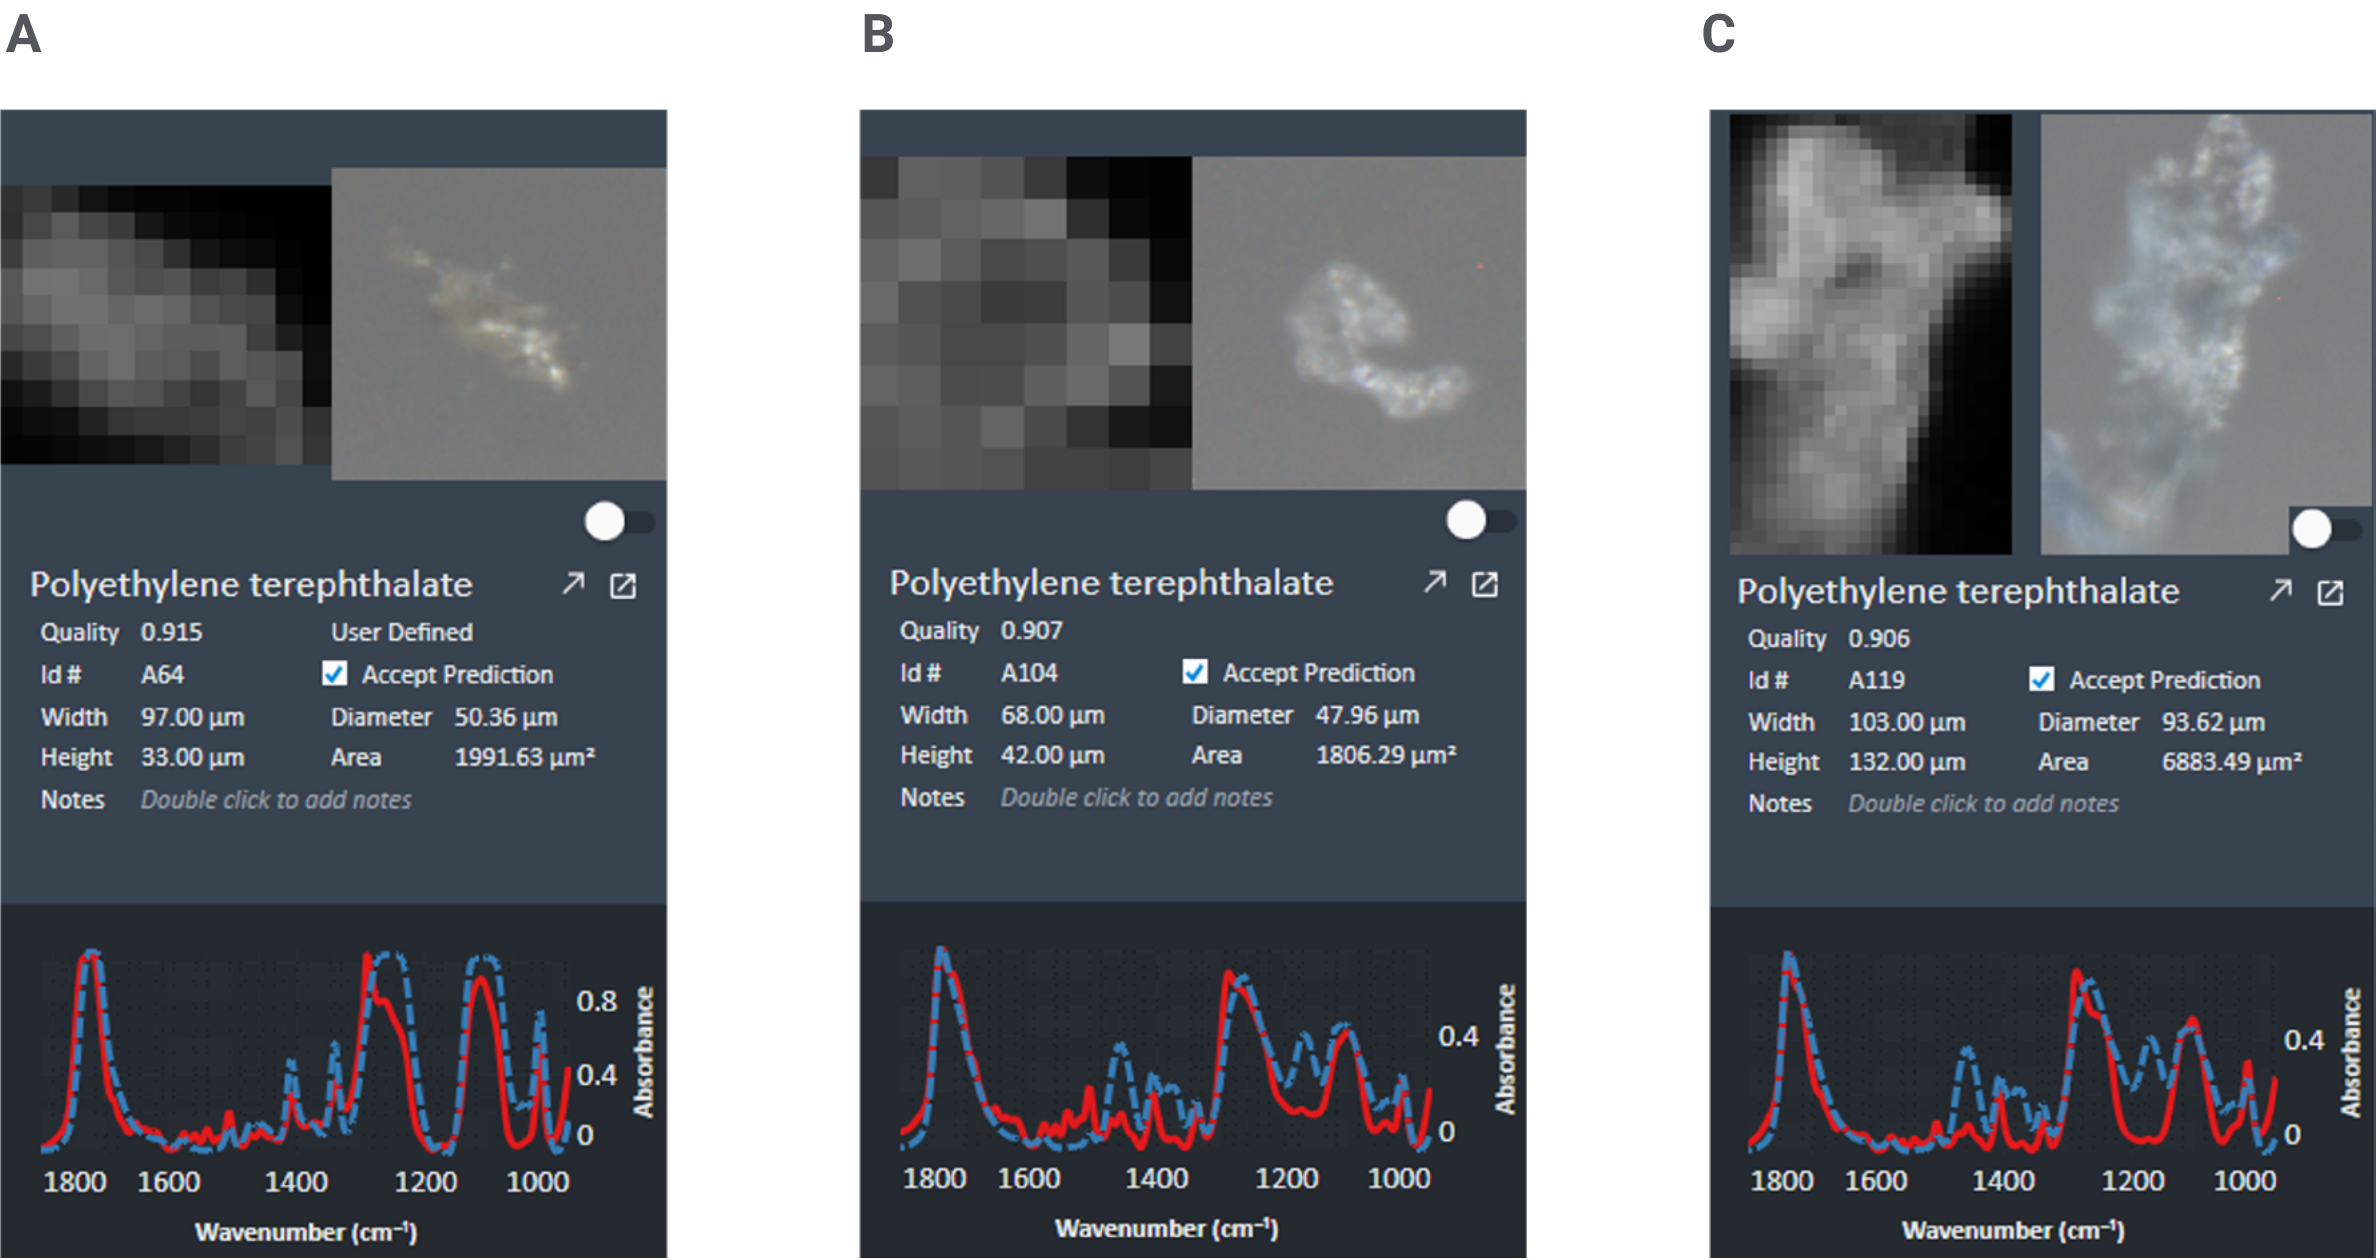 A
Polyethylene terephthalate
Quality 0.915 User Defined
Id # A64 Accept Prediction
Width 97.00 µm Diameter 50.36 µm
Height 33.00 µm Area 1991.63 µm²
Notes Double click to add notes
0.8
0.4
0
Absorbance
1800 1600 1400 1200 1000
Wavenumber (cm⁻¹)
B
Polyethylene terephthalate
Quality 0.907
Id # A104 Accept Prediction
Width 68.00 µm Diameter 47.96 µm
Height 42.00 µm Area 1806.29 µm²
Notes Double click to add notes
0.4
0
Absorbance
1800 1600 1400 1200 1000
Wavenumber (cm⁻¹)
C
Polyethylene terephthalate
Quality 0.906
Id # A119 Accept Prediction
Width 103.00 µm Diameter 93.62 µm
Height 132.00 µm Area 6883.49 µm²
Notes Double click to add notes
0.4
0
Absorbance
1800 1600 1400 1200 1000
Wavenumber (cm⁻¹)